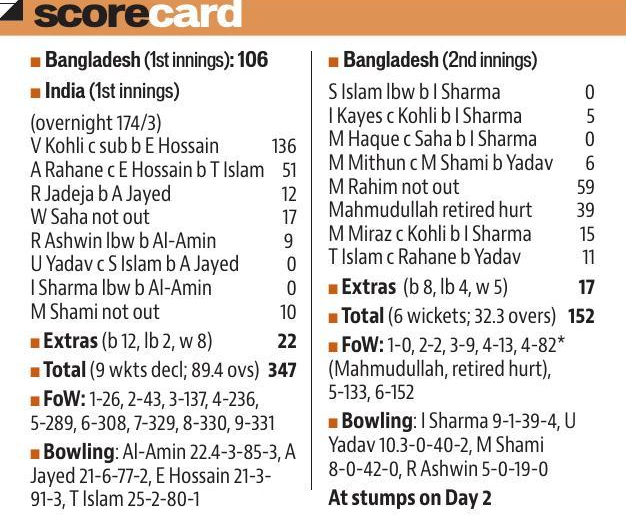 scorecard
■ Bangladesh (1st innings): 106
■ India (1st innings)
(overnight 174/3)
V Kohli c sub b E Hossain 136
A Rahane c E Hossain b T Islam 51
R Jadeja b A Jayed 12
W Saha not out 17
R Ashwin lbw b Al-Amin 9
U Yadav c S Islam b A Jayed 0
I Sharma lbw b Al-Amin 0
M Shami not out 10
■ Extras (b 12, lb 2, w 8) 22
■ Total (9 wkts decl; 89.4 ovs) 347
■ FoW: 1-26, 2-43, 3-137, 4-236,
5-289, 6-308, 7-329, 8-330, 9-331
■ Bowling: Al-Amin 22.4-3-85-3, A
Jayed 21-6-77-2, E Hossain 21-3-
91-3, T Islam 25-2-80-1
■ Bangladesh (2nd innings)
S Islam lbw b I Sharma 0
I Kayes c Kohli b I Sharma 5
M Haque c Saha b I Sharma 0
M Mithun c M Shami b Yadav 6
M Rahim not out 59
Mahmudullah retired hurt 39
M Miraz c Kohli b I Sharma 15
T Islam c Rahane b Yadav 11
■ Extras (b 8, lb 4, w 5) 17
■ Total (6 wickets; 32.3 overs) 152
■ FoW: 1-0, 2-2, 3-9, 4-13, 4-82*
(Mahmudullah, retired hurt),
5-133, 6-152
■ Bowling: I Sharma 9-1-39-4, U
Yadav 10.3-0-40-2, M Shami
8-0-42-0, R Ashwin 5-0-19-0
At stumps on Day 2